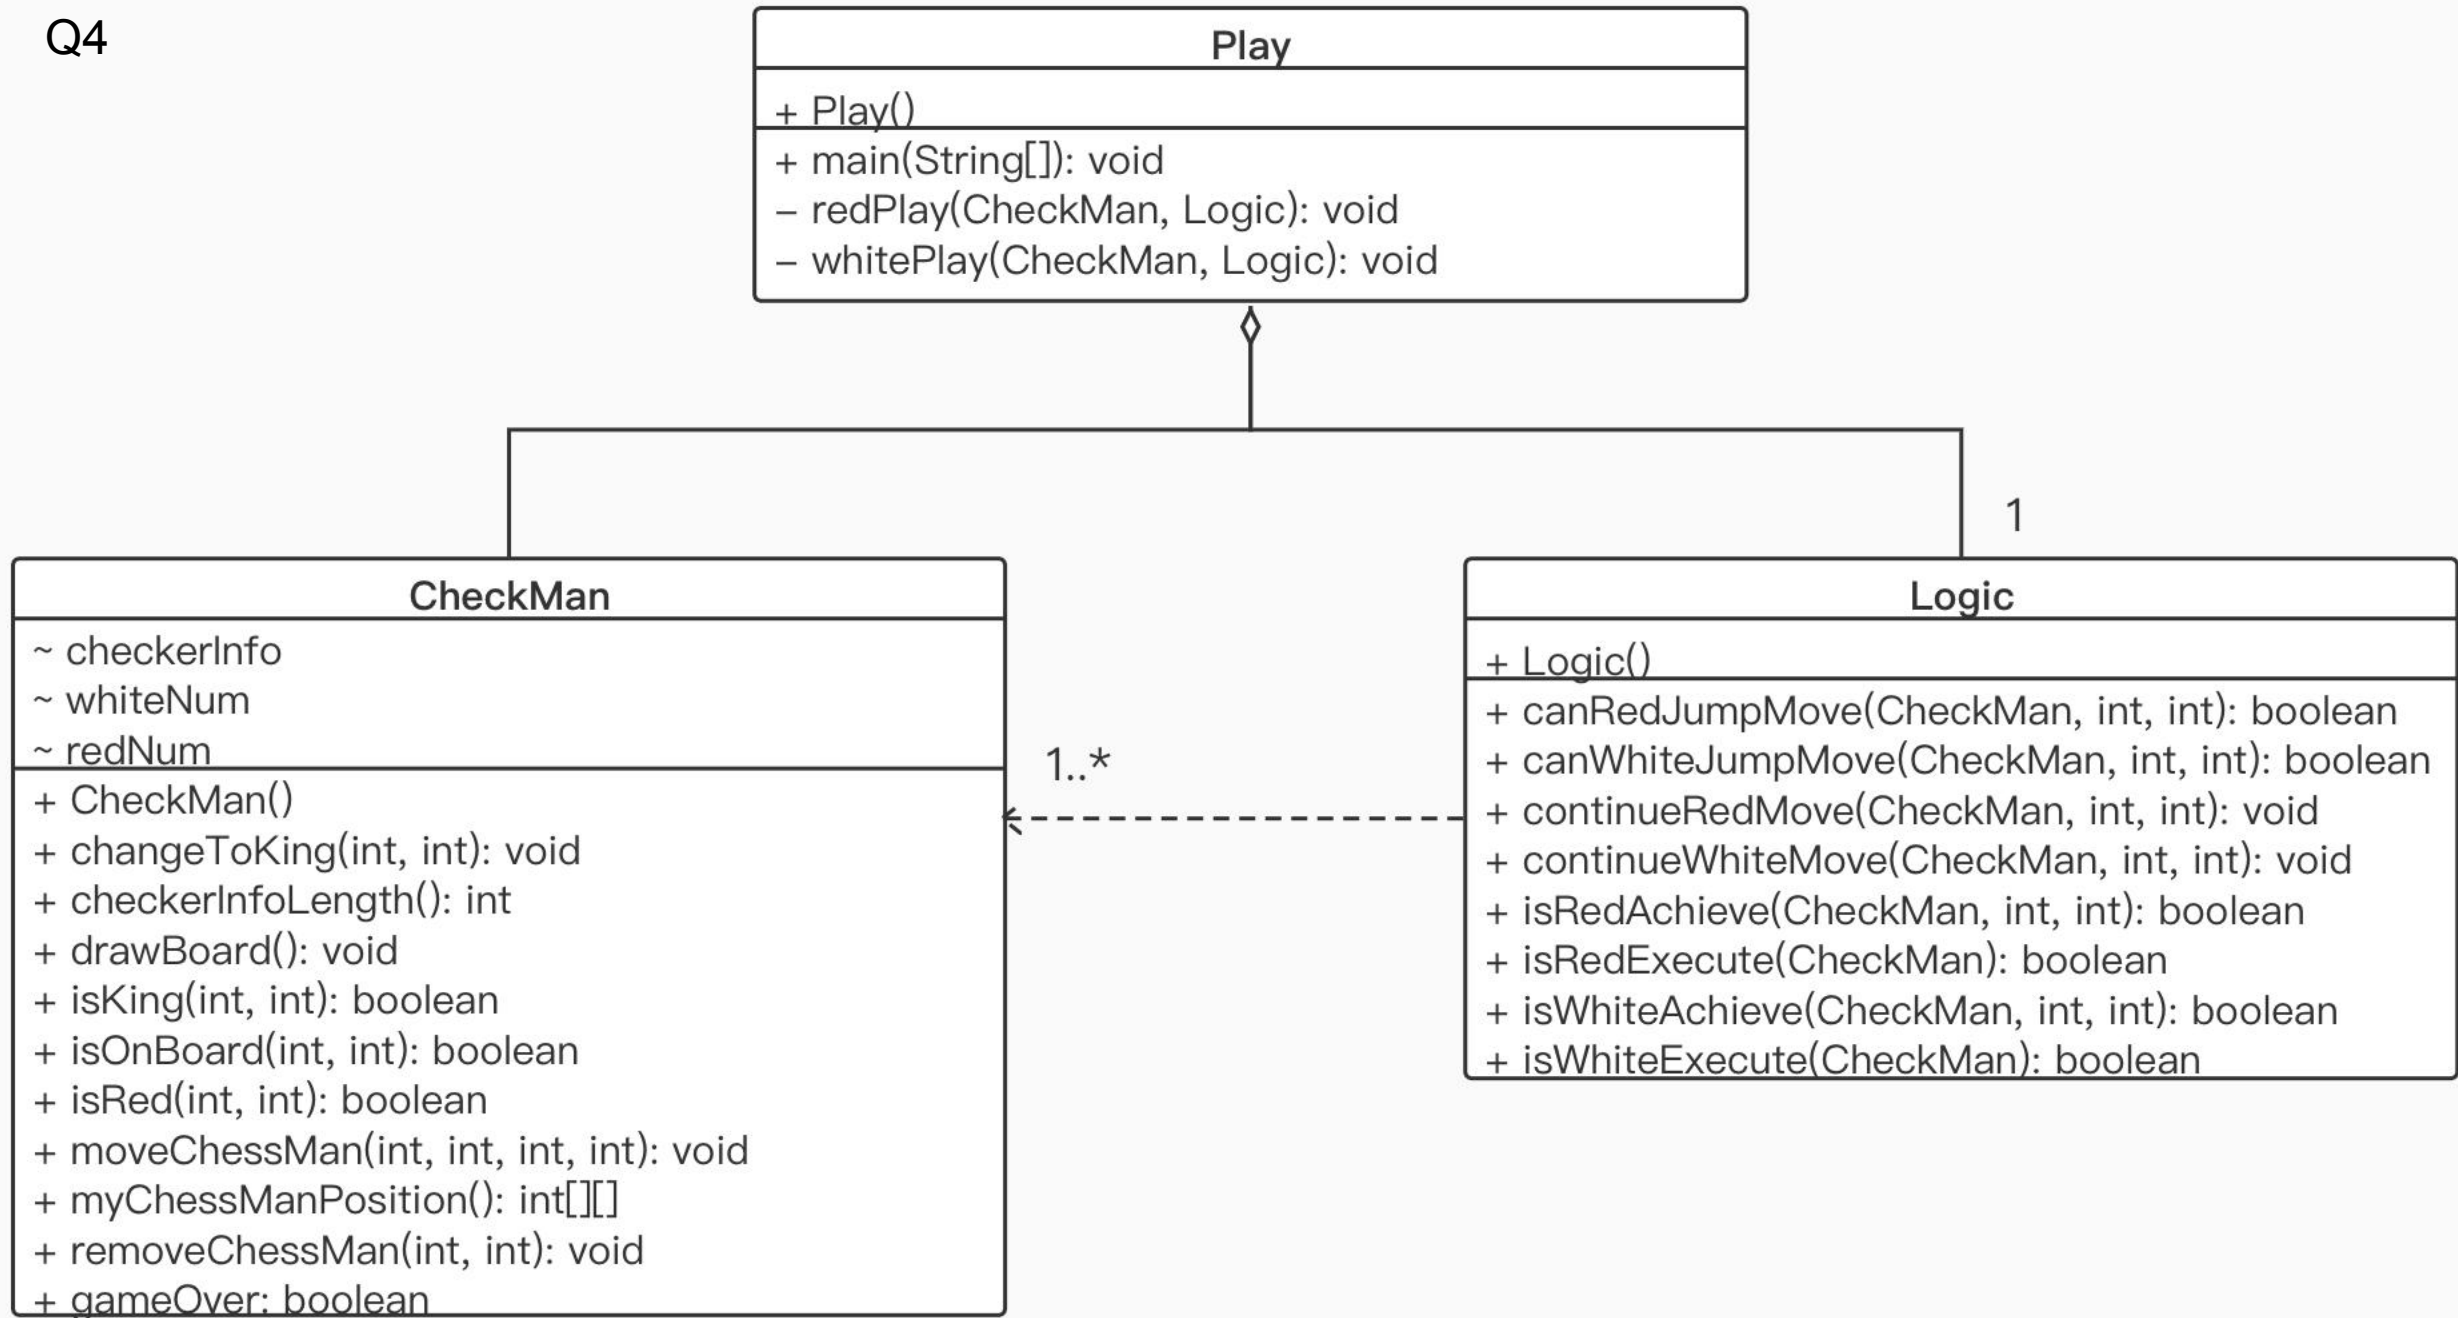 Q4
Play
+ Play()
+ main(String[]): void
– redPlay(CheckMan, Logic): void
– whitePlay(CheckMan, Logic): void
1
CheckMan
~ checkerInfo
~ whiteNum
~ redNum
+ CheckMan()
+ changeToKing(int, int): void
+ checkerInfoLength(): int
+ drawBoard(): void
+ isKing(int, int): boolean
+ isOnBoard(int, int): boolean
+ isRed(int, int): boolean
+ moveChessMan(int, int, int, int): void
+ myChessManPosition(): int[][]
+ removeChessMan(int, int): void
+ gameOver: boolean
1..*
Logic
+ Logic()
+ canRedJumpMove(CheckMan, int, int): boolean
+ canWhiteJumpMove(CheckMan, int, int): boolean
+ continueRedMove(CheckMan, int, int): void
+ continueWhiteMove(CheckMan, int, int): void
+ isRedAchieve(CheckMan, int, int): boolean
+ isRedExecute(CheckMan): boolean
+ isWhiteAchieve(CheckMan, int, int): boolean
+ isWhiteExecute(CheckMan): boolean